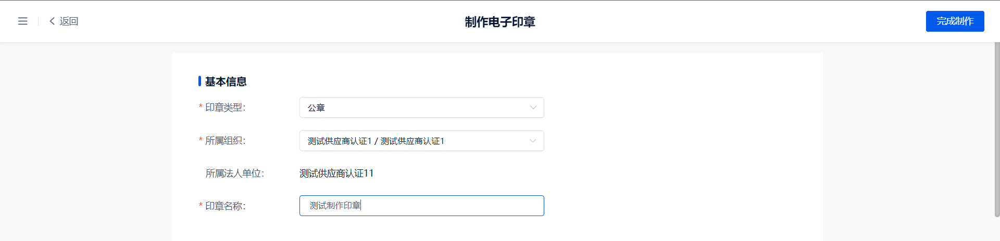 返回
制作电子印章
完成制作
基本信息
* 印章类型：
公章
* 所属组织：
测试供应商认证1 / 测试供应商认证1
所属法人单位：
测试供应商认证11
* 印章名称：
测试制作印章